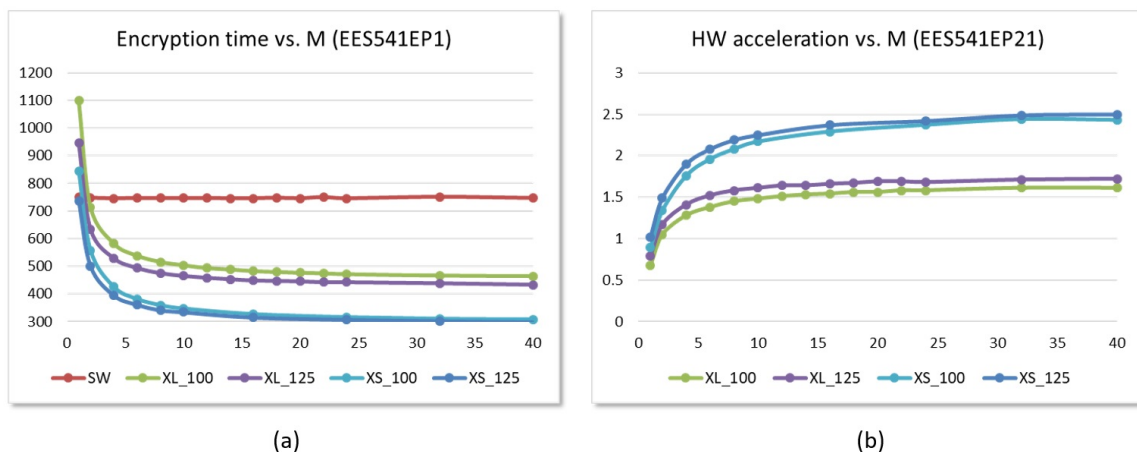 Encryption time vs. M (EES541EP1)
1200
1100
1000
900
800
700
600
500
400
300
0 5 10 15 20 25 30 35 40
SW XL_100 XL_125 XS_100 XS_125
(a)
HW acceleration vs. M (EES541EP21)
3
2.5
2
1.5
1
0.5
0
0 5 10 15 20 25 30 35 40
XL_100 XL_125 XS_100 XS_125
(b)